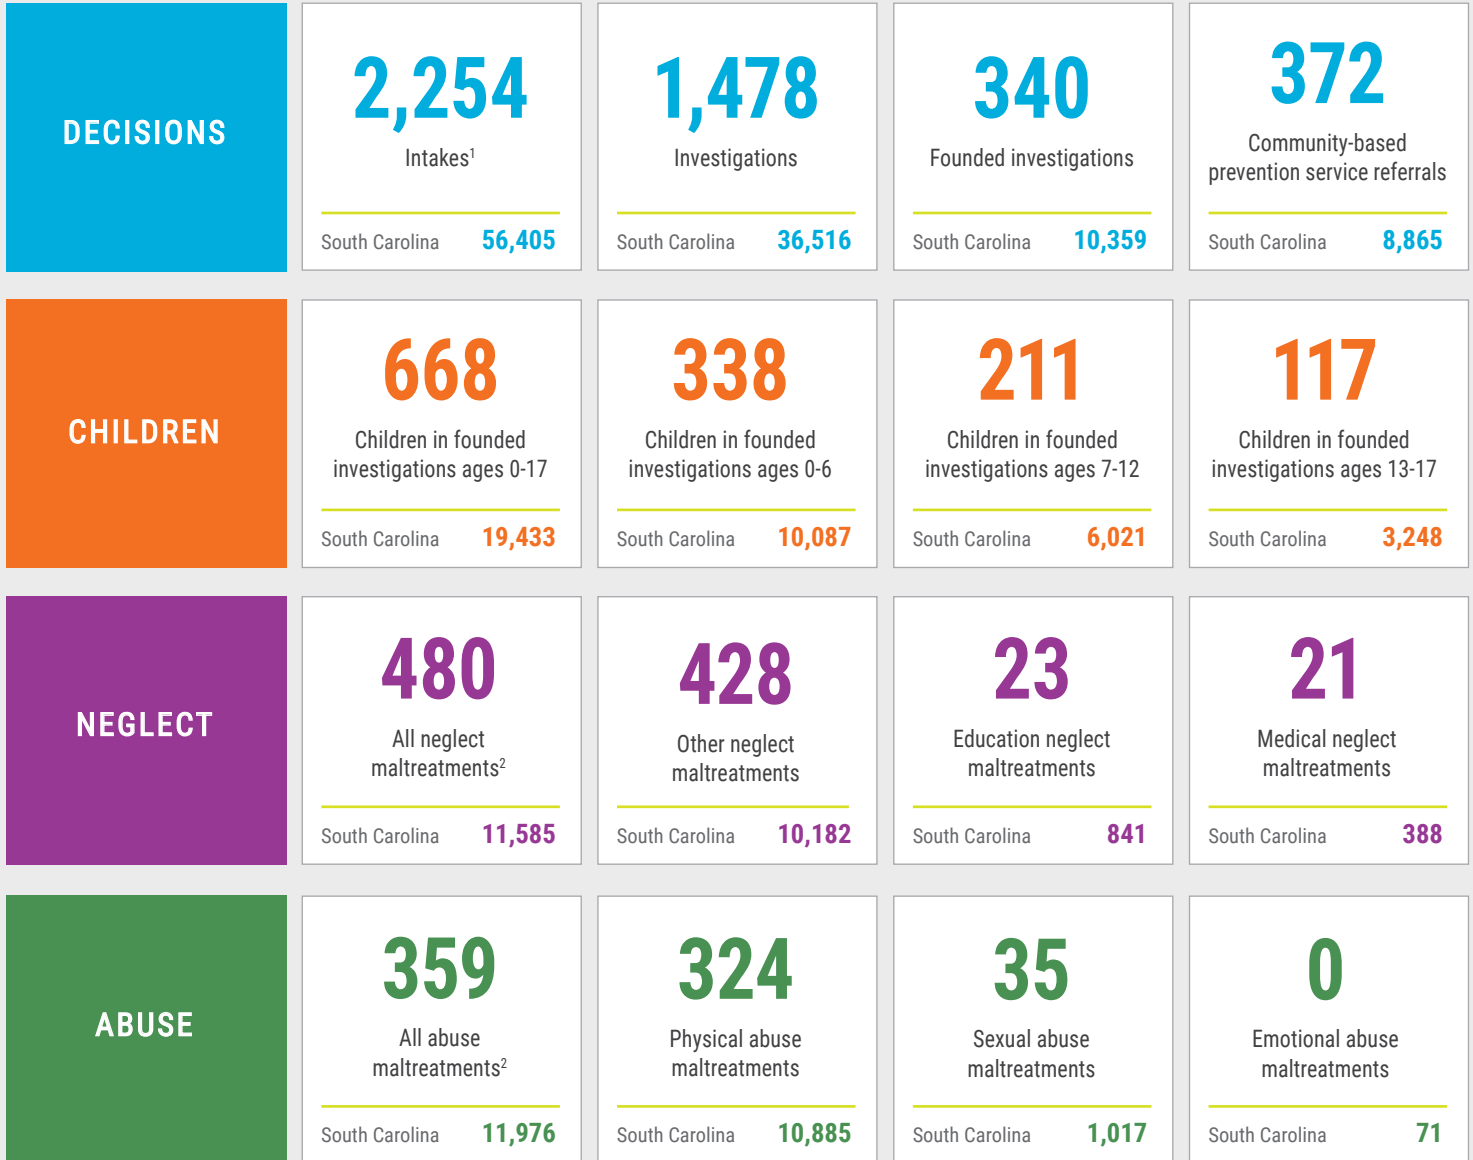 DECISIONS
2,254
Intakes¹
South Carolina 56,405
1,478
Investigations
South Carolina 36,516
340
Founded investigations
South Carolina 10,359
372
Community-based
prevention service referrals
South Carolina 8,865
CHILDREN
668
Children in founded
investigations ages 0-17
South Carolina 19,433
338
Children in founded
investigations ages 0-6
South Carolina 10,087
211
Children in founded
investigations ages 7-12
South Carolina 6,021
117
Children in founded
investigations ages 13-17
South Carolina 3,248
NEGLECT
480
All neglect
maltreatments²
South Carolina 11,585
428
Other neglect
maltreatments
South Carolina 10,182
23
Education neglect
maltreatments
South Carolina 841
21
Medical neglect
maltreatments
South Carolina 388
ABUSE
359
All abuse
maltreatments²
South Carolina 11,976
324
Physical abuse
maltreatments
South Carolina 10,885
35
Sexual abuse
maltreatments
South Carolina 1,017
0
Emotional abuse
maltreatments
South Carolina 71